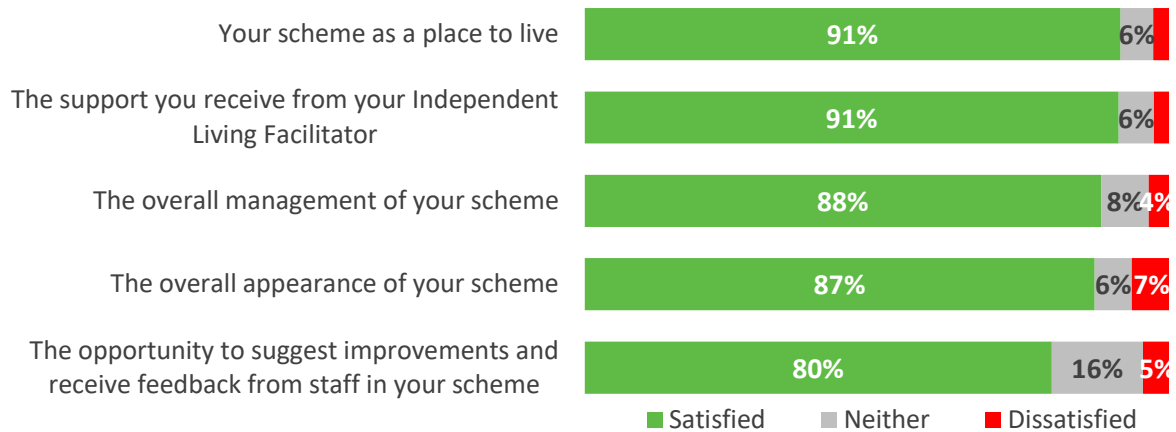 Your scheme as a place to live
91% 6%
The support you receive from your Independent
Living Facilitator
91% 6%
The overall management of your scheme
88% 8% 4%
The overall appearance of your scheme
87% 6% 7%
The opportunity to suggest improvements and
receive feedback from staff in your scheme
80% 16% 5%
Satisfied Neither Dissatisfied